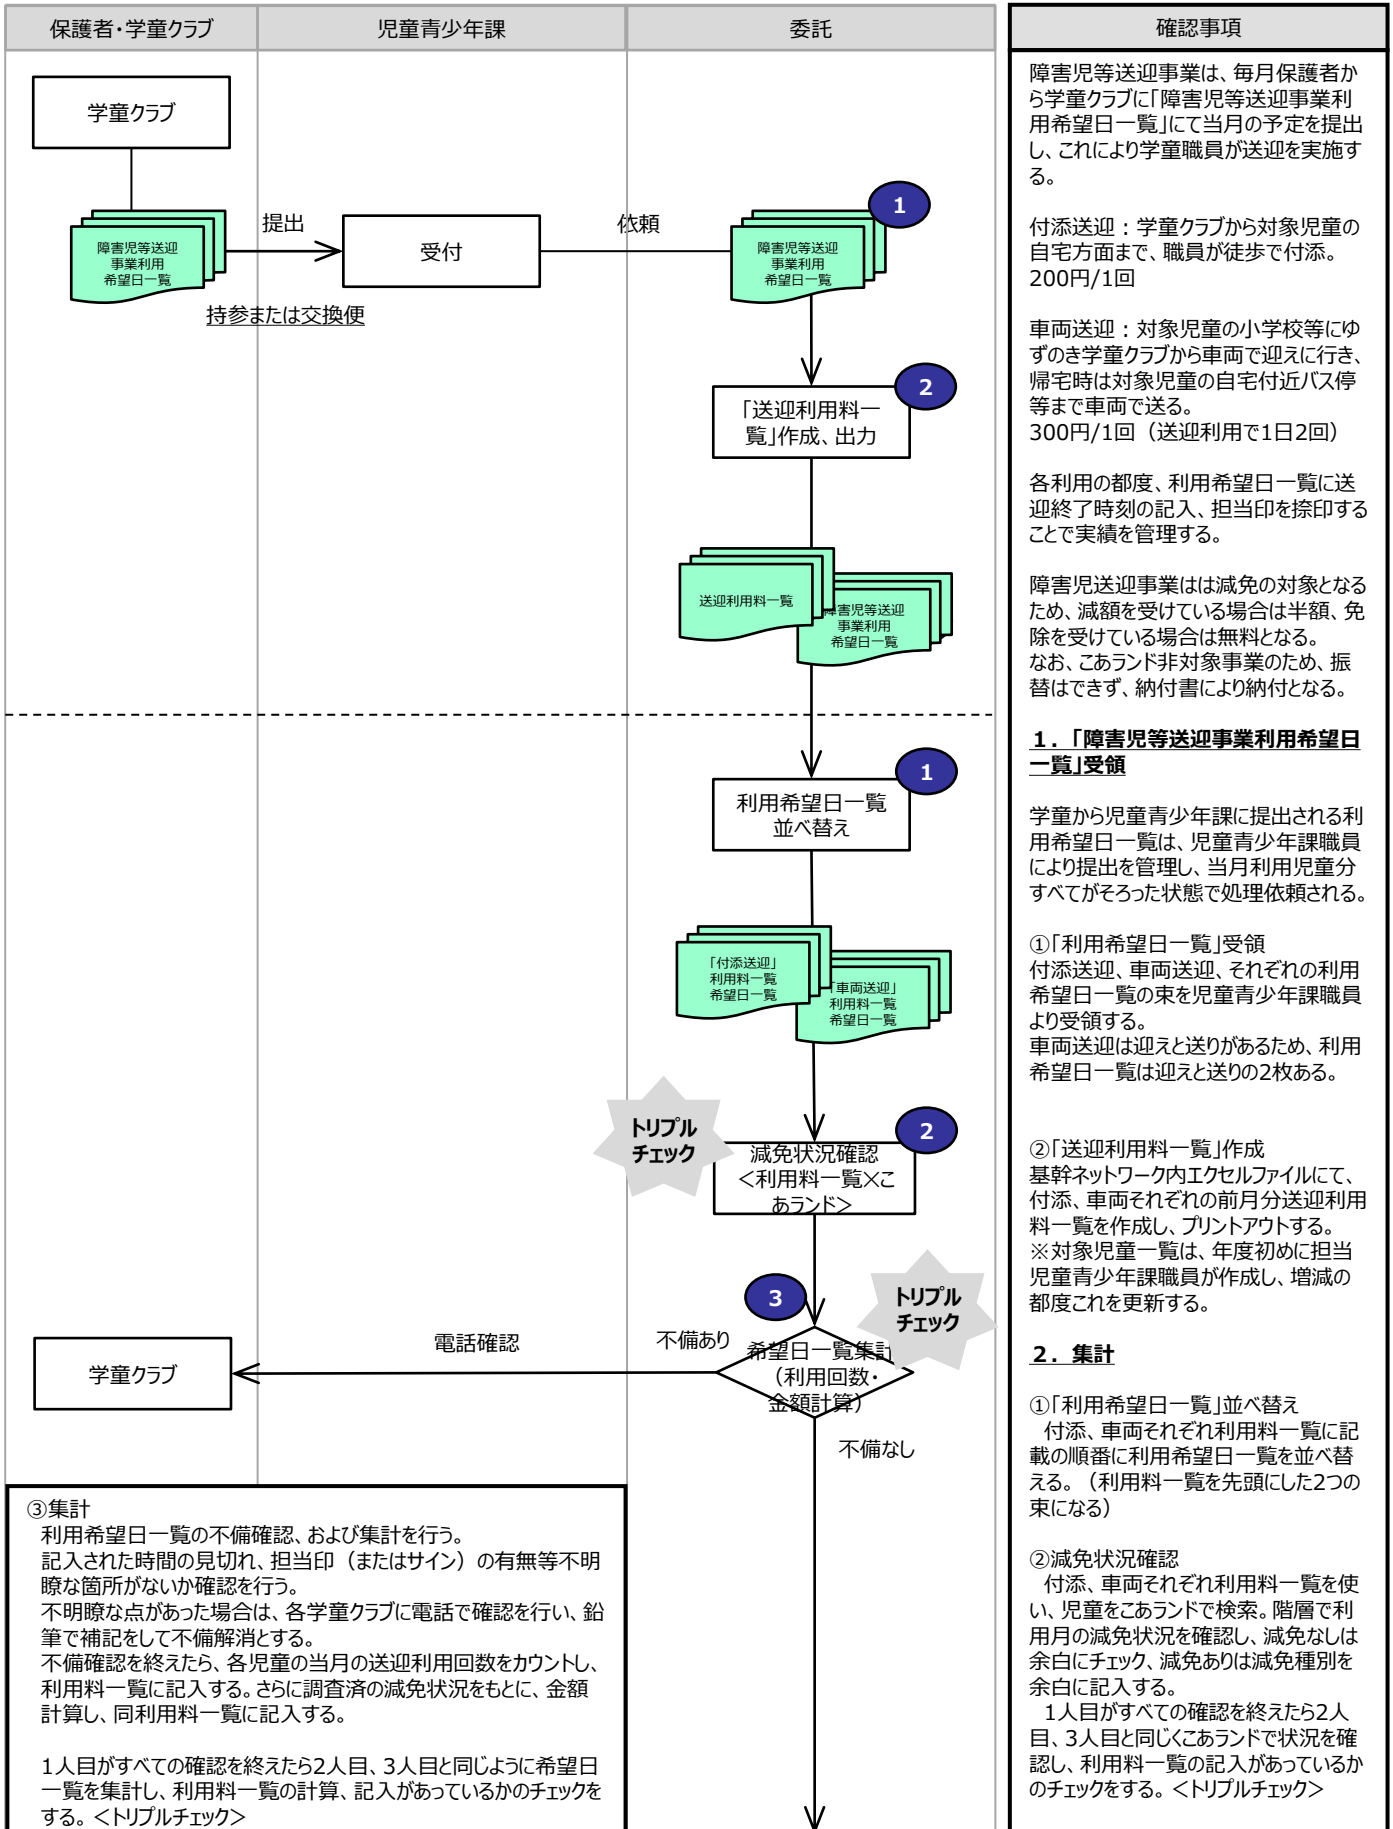 保護者・学童クラブ
児童青少年課
委託
確認事項
学童クラブ
障害児等送迎
事業利用
希望日一覧
提出
持参または交換便
受付
依頼
1
障害児等送迎
事業利用
希望日一覧
2
「送迎利用料一
覧」作成、出力
送迎利用料一覧
障害児等送迎
事業利用
希望日一覧
1
利用希望日一覧
並べ替え
「付添送迎」
利用料一覧
希望日一覧
「車両送迎」
利用料一覧
希望日一覧
トリプル
チェック
2
減免状況確認
<利用料一覧×こ
あランド>
3
トリプル
チェック
希望日一覧集計
（利用回数・
金額計算）
不備あり
電話確認
学童クラブ
不備なし
③集計
利用希望日一覧の不備確認、および集計を行う。
記入された時間の見切れ、担当印（またはサイン）の有無等不明
瞭な箇所がないか確認を行う。
不明瞭な点があった場合は、各学童クラブに電話で確認を行い、鉛
筆で補記をして不備解消とする。
不備確認を終えたら、各児童の当月の送迎利用回数をカウントし、
利用料一覧に記入する。さらに調査済の減免状況をもとに、金額
計算し、同利用料一覧に記入する。
1人目がすべての確認を終えたら2人目、3人目と同じように希望日
一覧を集計し、利用料一覧の計算、記入があっているかのチェックを
する。<トリプルチェック>
障害児等送迎事業は、毎月保護者か
ら学童クラブに「障害児等送迎事業利
用希望日一覧」にて当月の予定を提出
し、これにより学童職員が送迎を実施す
る。
付添送迎：学童クラブから対象児童の
自宅方面まで、職員が徒歩で付添。
200円/1回
車両送迎：対象児童の小学校等にゆ
ずのき学童クラブから車両で迎えに行き、
帰宅時は対象児童の自宅付近バス停
等まで車両で送る。
300円/1回（送迎利用で1日2回）
各利用の都度、利用希望日一覧に送
迎終了時刻の記入、担当印を捺印する
ことで実績を管理する。
障害児送迎事業はは減免の対象となる
ため、減額を受けている場合は半額、免
除を受けている場合は無料となる。
なお、こあランド非対象事業のため、振
替はできず、納付書により納付となる。
１．「障害児等送迎事業利用希望日
一覧」受領
学童から児童青少年課に提出される利
用希望日一覧は、児童青少年課職員
により提出を管理し、当月利用児童分
すべてがそろった状態で処理依頼される。
①「利用希望日一覧」受領
付添送迎、車両送迎、それぞれの利用
希望日一覧の束を児童青少年課職員
より受領する。
車両送迎は迎えと送りがあるため、利用
希望日一覧は迎えと送りの2枚ある。
②「送迎利用料一覧」作成
基幹ネットワーク内エクセルファイルにて、
付添、車両それぞれの前月分送迎利用
料一覧を作成し、プリントアウトする。
※対象児童一覧は、年度初めに担当
児童青少年課職員が作成し、増減の
都度これを更新する。
２．集計
①「利用希望日一覧」並べ替え
付添、車両それぞれ利用料一覧に記
載の順番に利用希望日一覧を並べ替
える。（利用料一覧を先頭にした2つの
束になる）
②減免状況確認
付添、車両それぞれ利用料一覧を使
い、児童をこあランドで検索。階層で利
用月の減免状況を確認し、減免なしは
余白にチェック、減免ありは減免種別を
余白に記入する。
1人目がすべての確認を終えたら2人
目、3人目と同じくこあランドで状況を確
認し、利用料一覧の記入があっているか
のチェックをする。<トリプルチェック>